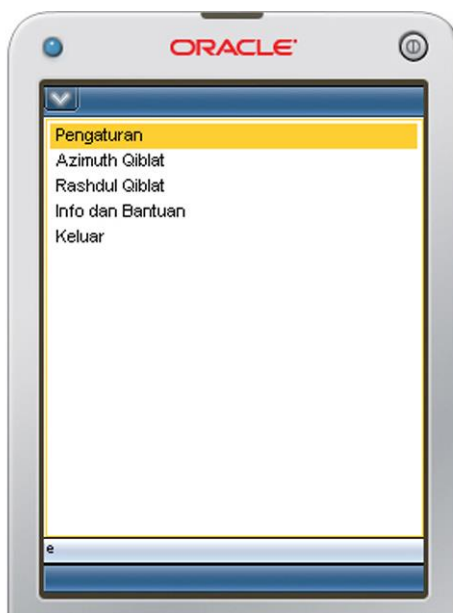 ORACLE
Pengaturan
Azimuth Qiblat
Rashdul Qiblat
Info dan Bantuan
Keluar
e